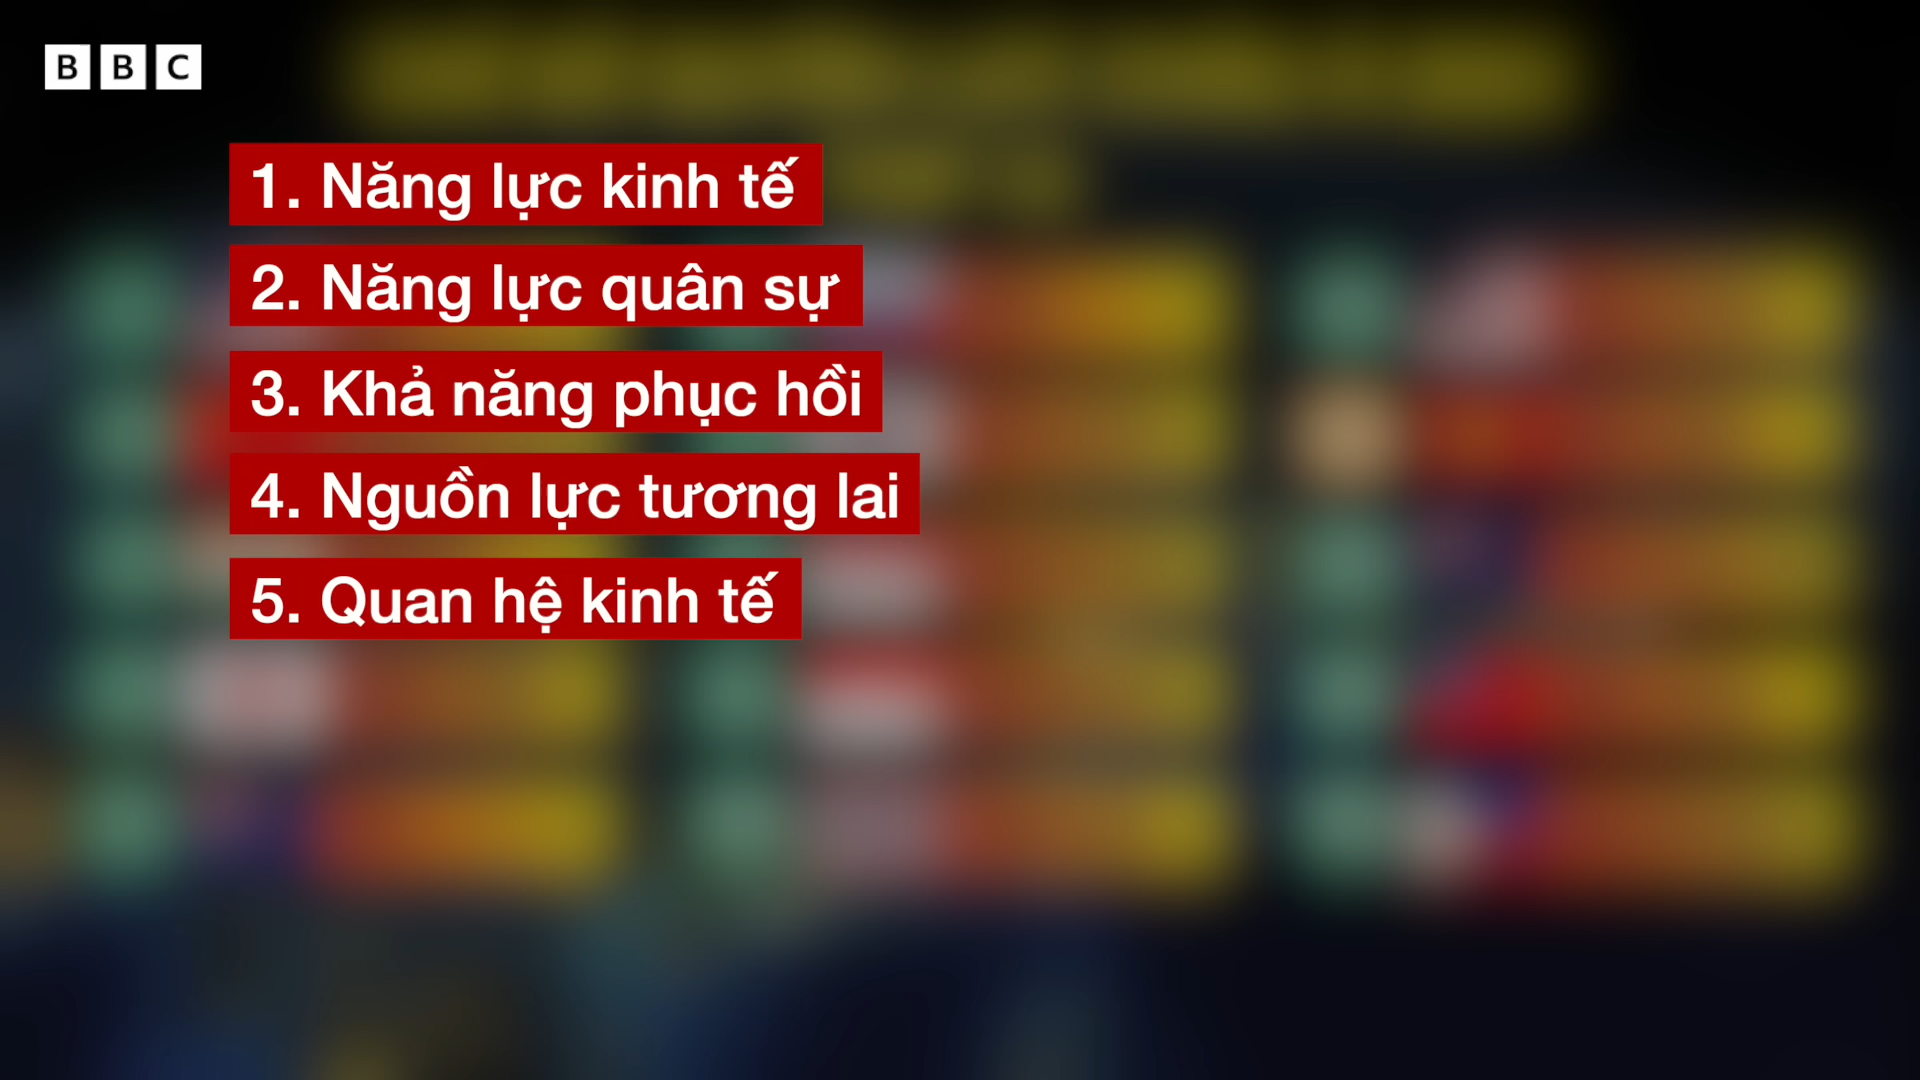 BBC
1. Năng lực kinh tế
2. Năng lực quân sự
3. Khả năng phục hồi
4. Nguồn lực tương lai
5. Quan hệ kinh tế